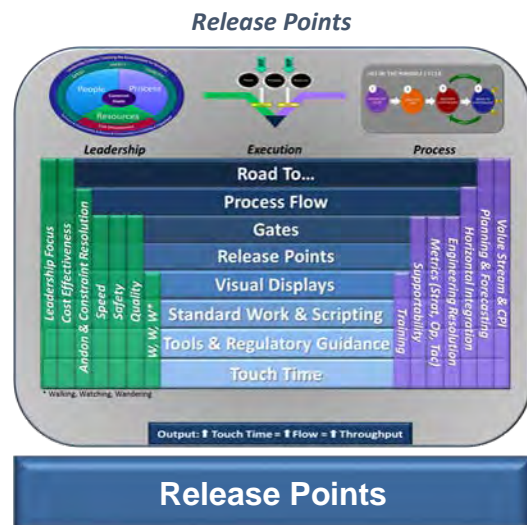 Release Points
People
Process
Resources
Leadership
Execution
Process
Road To...
Process Flow
Gates
Release Points
Visual Displays
Standard Work & Scripting
Tools & Regulatory Guidance
Touch Time
Leadership Focus
Cost Effectiveness
Andon & Constraint Resolution
Speed
Safety
Quality
W, W, W*
Training
Supportability
Metrics (Strat, Op, Tac)
Engineering Resolution
Horizontal Integration
Planning & Forecasting
Value Stream & CPI
* Walking, Watching, Wandering
Output: ⬆ Touch Time = ⬆ Flow = ⬆ Throughput
Release Points